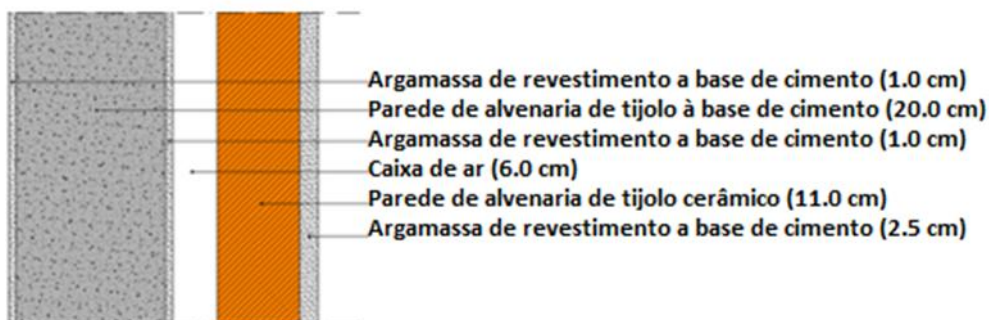 Argamassa de revestimento a base de cimento (1.0 cm)
Parede de alvenaria de tijolo à base de cimento (20.0 cm)
Argamassa de revestimento a base de cimento (1.0 cm)
Caixa de ar (6.0 cm)
Parede de alvenaria de tijolo cerâmico (11.0 cm)
Argamassa de revestimento a base de cimento (2.5 cm)